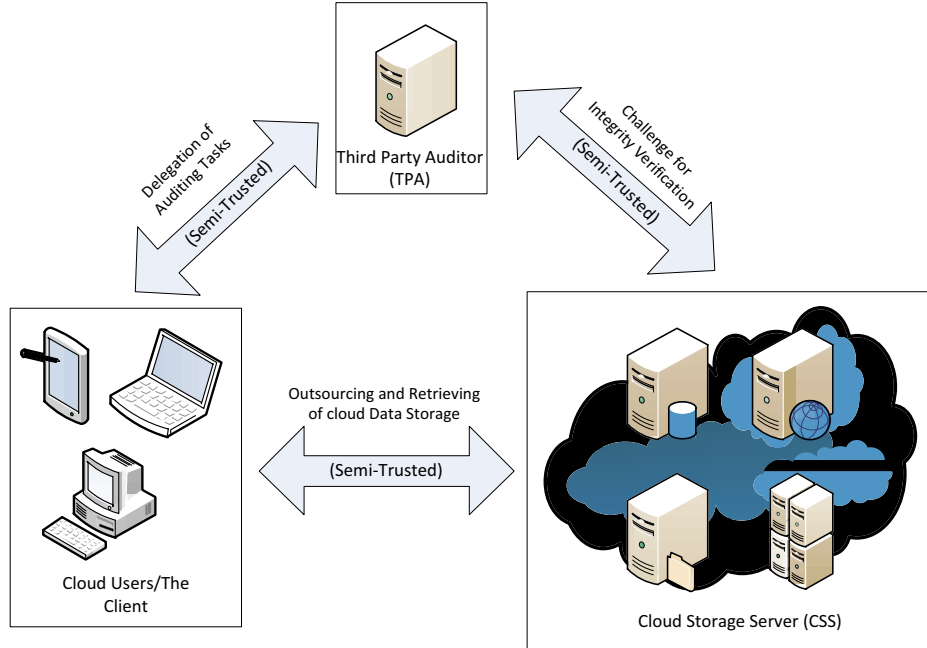 Third Party Auditor
(TPA)
Delegation of
Auditing Tasks
(Semi-Trusted)
Challenge for
Integrity Verification
(Semi-Trusted)
Outsourcing and Retrieving
of cloud Data Storage
(Semi-Trusted)
Cloud Users/The
Client
Cloud Storage Server (CSS)